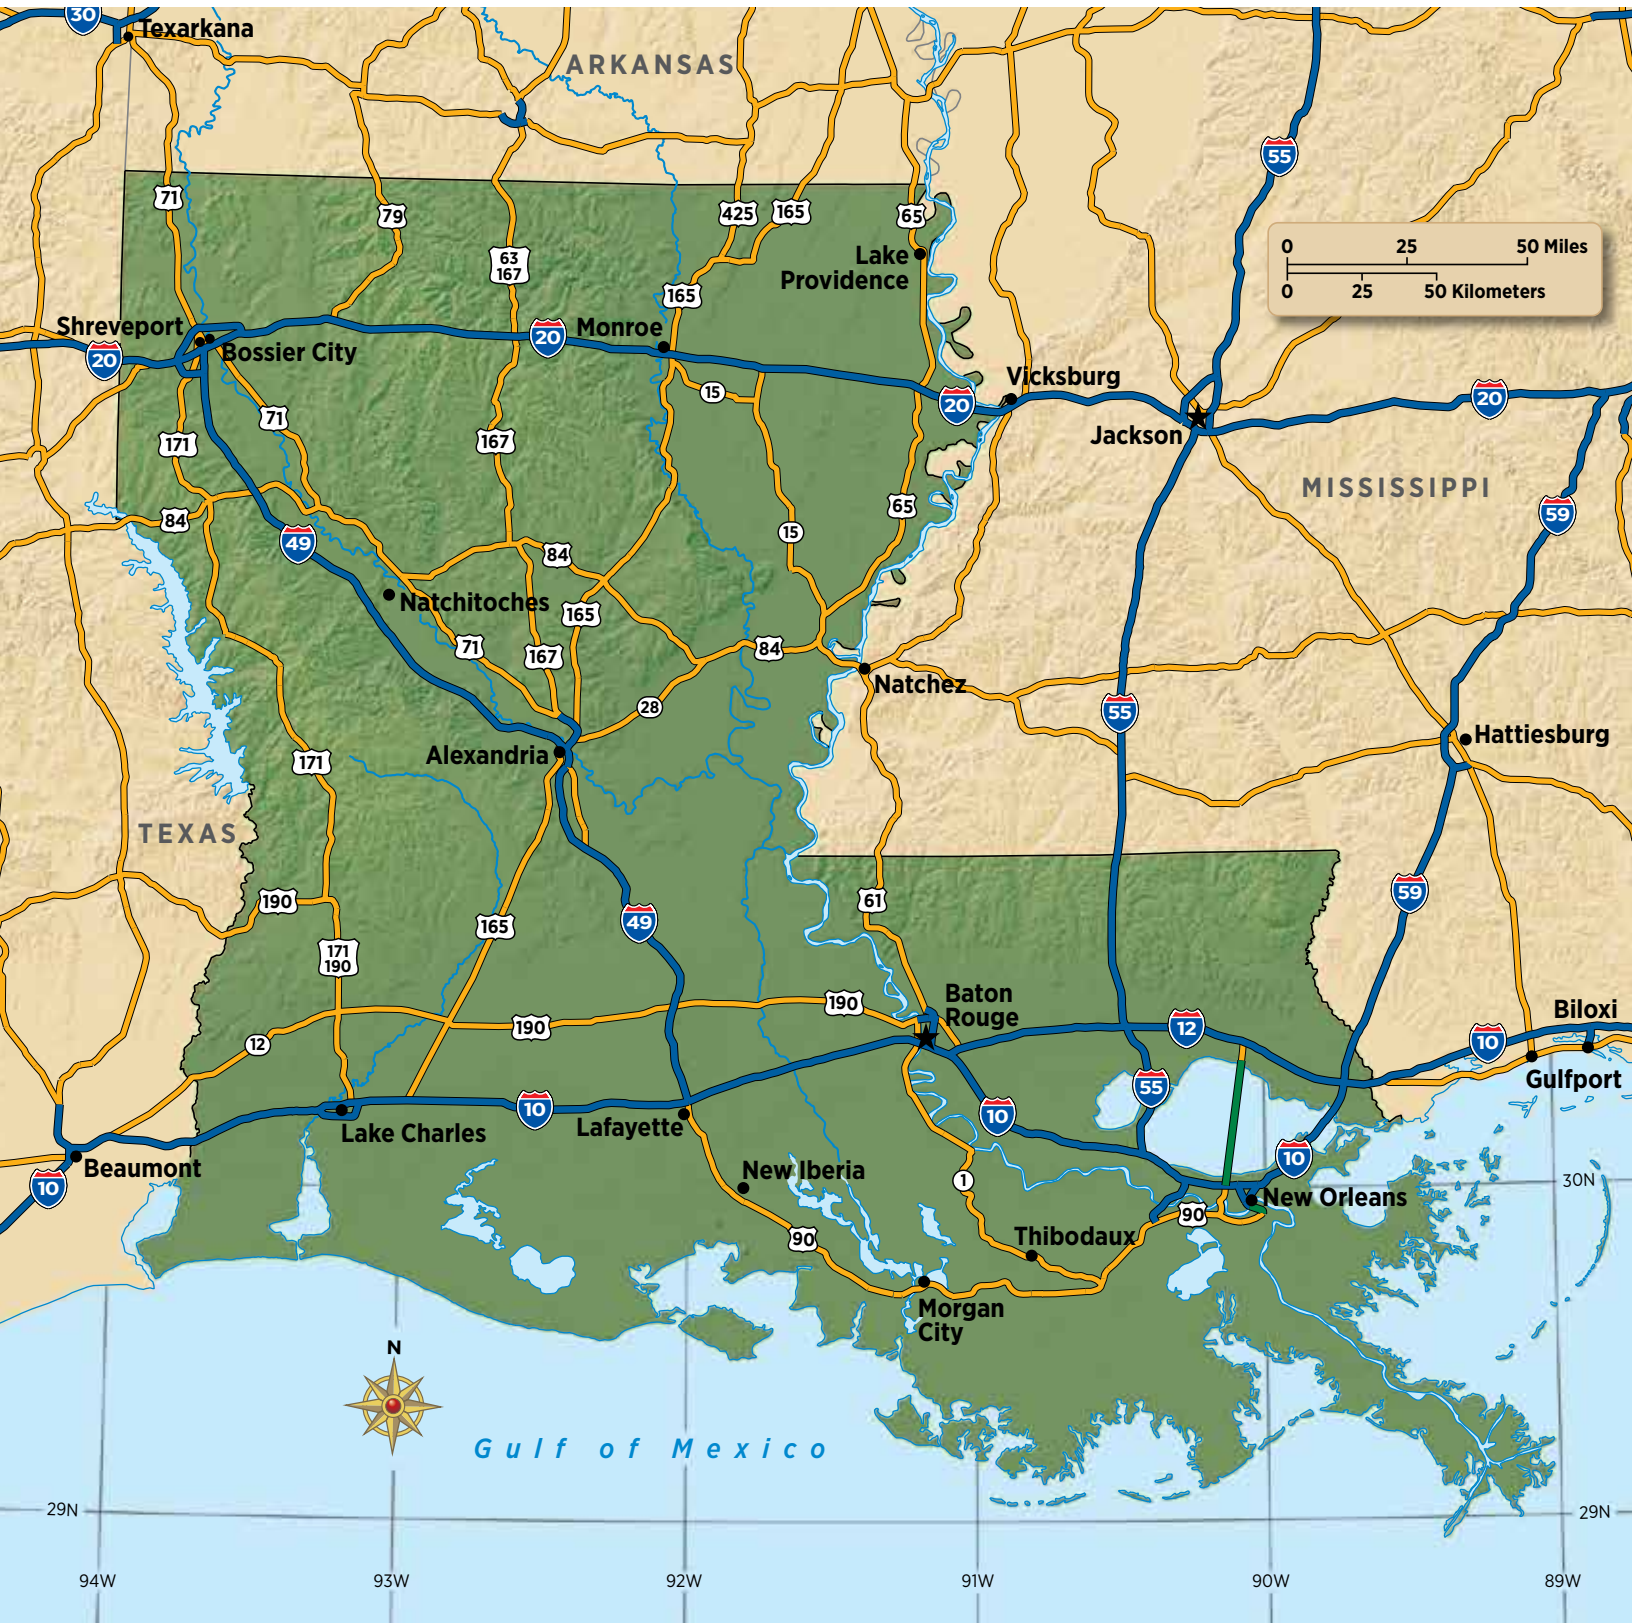 30
Texarkana
ARKANSAS
55
71
79
425
165
65
63
167
Lake
Providence
0 25 50 Miles
0 25 50 Kilometers
165
Shreveport
Monroe
20
20
Bossier City
15
Vicksburg
20
20
71
171
167
Jackson
MISSISSIPPI
65
59
84
15
49
84
Natchitoches
165
71
167
84
Natchez
28
55
Hattiesburg
Alexandria
171
TEXAS
190
61
59
165
49
171
190
Baton
Rouge
190
190
12
Biloxi
12
10
Gulfport
55
10
10
Lake Charles
Lafayette
Beaumont
10
New Iberia
10
1
30N
New Orleans
90
Thibodaux
90
Morgan
City
N
Gulf of Mexico
29N
29N
94W
93W
92W
91W
90W
89W